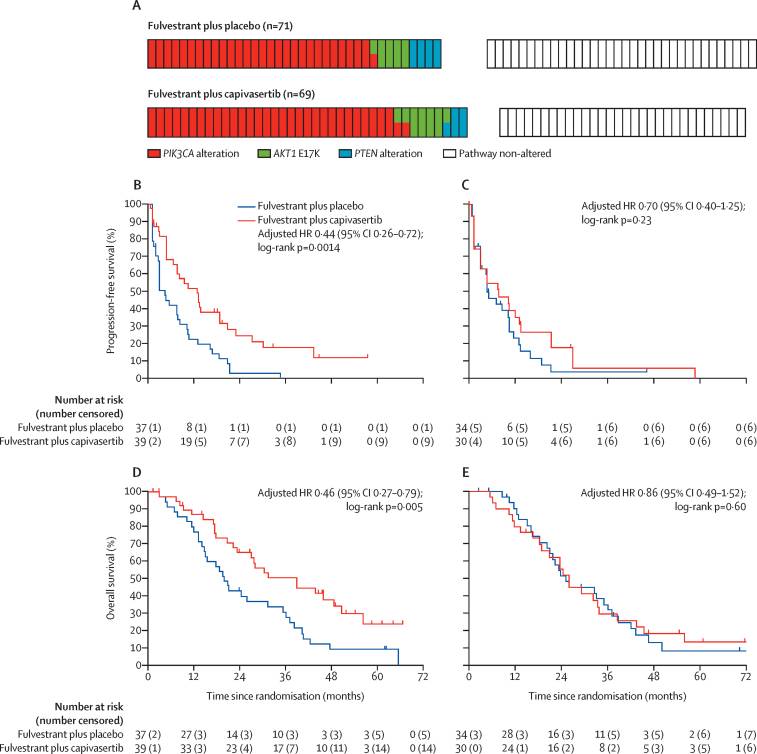 A
Fulvestrant plus placebo (n=71)
Fulvestrant plus capivasertib (n=69)
PIK3CA alteration AKT1 E17K PTEN alteration Pathway non-altered
B
Progression-free survival (%)
100
90
80
70
60
50
40
30
20
10
0
Fulvestrant plus placebo
Fulvestrant plus capivasertib
Adjusted HR 0·44 (95% CI 0·26–0·72);
log-rank p=0·0014
C
Adjusted HR 0·70 (95% CI 0·40–1·25);
log-rank p=0·23
Number at risk
(number censored)
Fulvestrant plus placebo 37 (1) 8 (1) 1 (1) 0 (1) 0 (1) 0 (1) 0 (1) 34 (5) 6 (5) 1 (5) 1 (6) 0 (6) 0 (6) 0 (6)
Fulvestrant plus capivasertib 39 (2) 19 (5) 7 (7) 3 (8) 1 (9) 0 (9) 0 (9) 30 (4) 10 (5) 4 (6) 1 (6) 1 (6) 0 (6) 0 (6)
D
Overall survival (%)
100
90
80
70
60
50
40
30
20
10
0
Adjusted HR 0·46 (95% CI 0·27–0·79);
log-rank p=0·005
0 12 24 36 48 60 72
Time since randomisation (months)
E
Adjusted HR 0·86 (95% CI 0·49–1·52);
log-rank p=0·60
0 12 24 36 48 60 72
Time since randomisation (months)
Number at risk
(number censored)
Fulvestrant plus placebo 37 (2) 27 (3) 14 (3) 10 (3) 3 (3) 3 (5) 0 (5) 34 (3) 28 (3) 16 (3) 11 (5) 3 (5) 2 (6) 1 (7)
Fulvestrant plus capivasertib 39 (1) 33 (3) 23 (4) 17 (7) 10 (11) 3 (14) 0 (14) 30 (0) 24 (1) 16 (2) 8 (2) 5 (3) 3 (5) 1 (6)